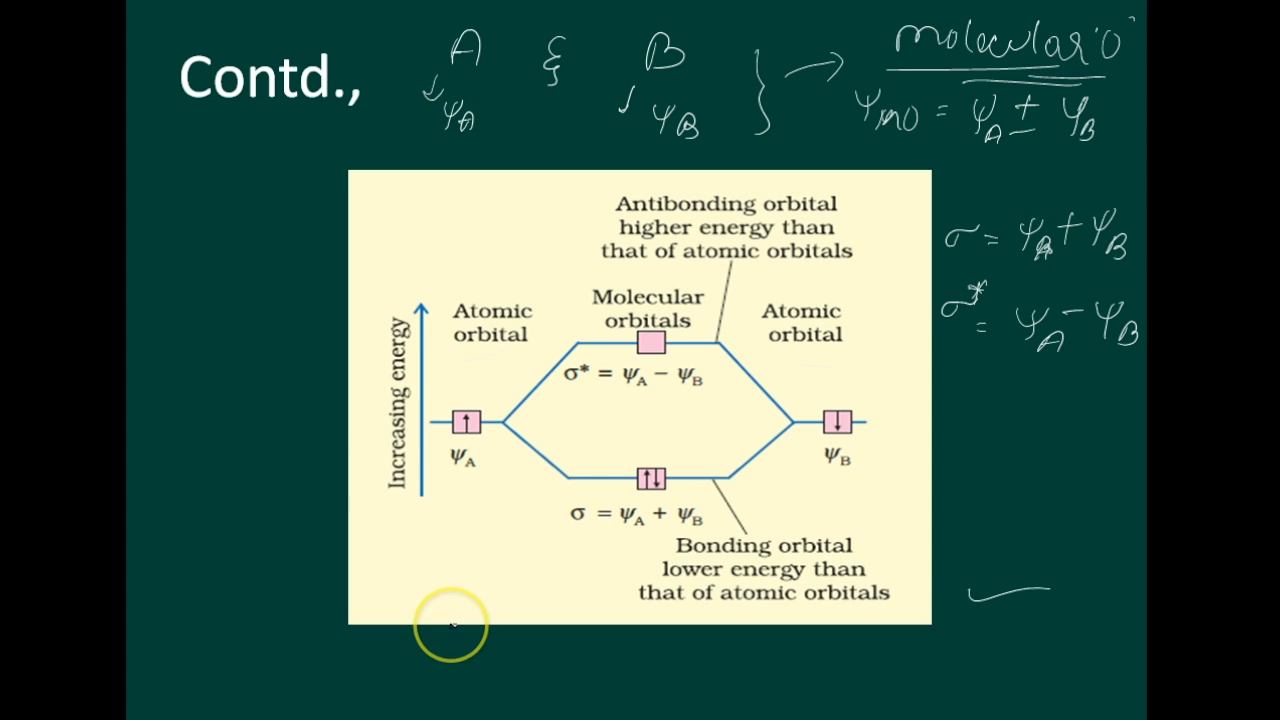 Contd.,
A & B
ψA ψB
molecular o
ψMO = ψA ± ψB
σ = ψB + ψB
σ* = ψA - ψB
Antibonding orbital
higher energy than
that of atomic orbitals
Atomic
orbital
Molecular
orbitals
Atomic
orbital
σ* = ψA − ψB
Increasing energy
ψA
ψB
σ = ψA + ψB
Bonding orbital
lower energy than
that of atomic orbitals